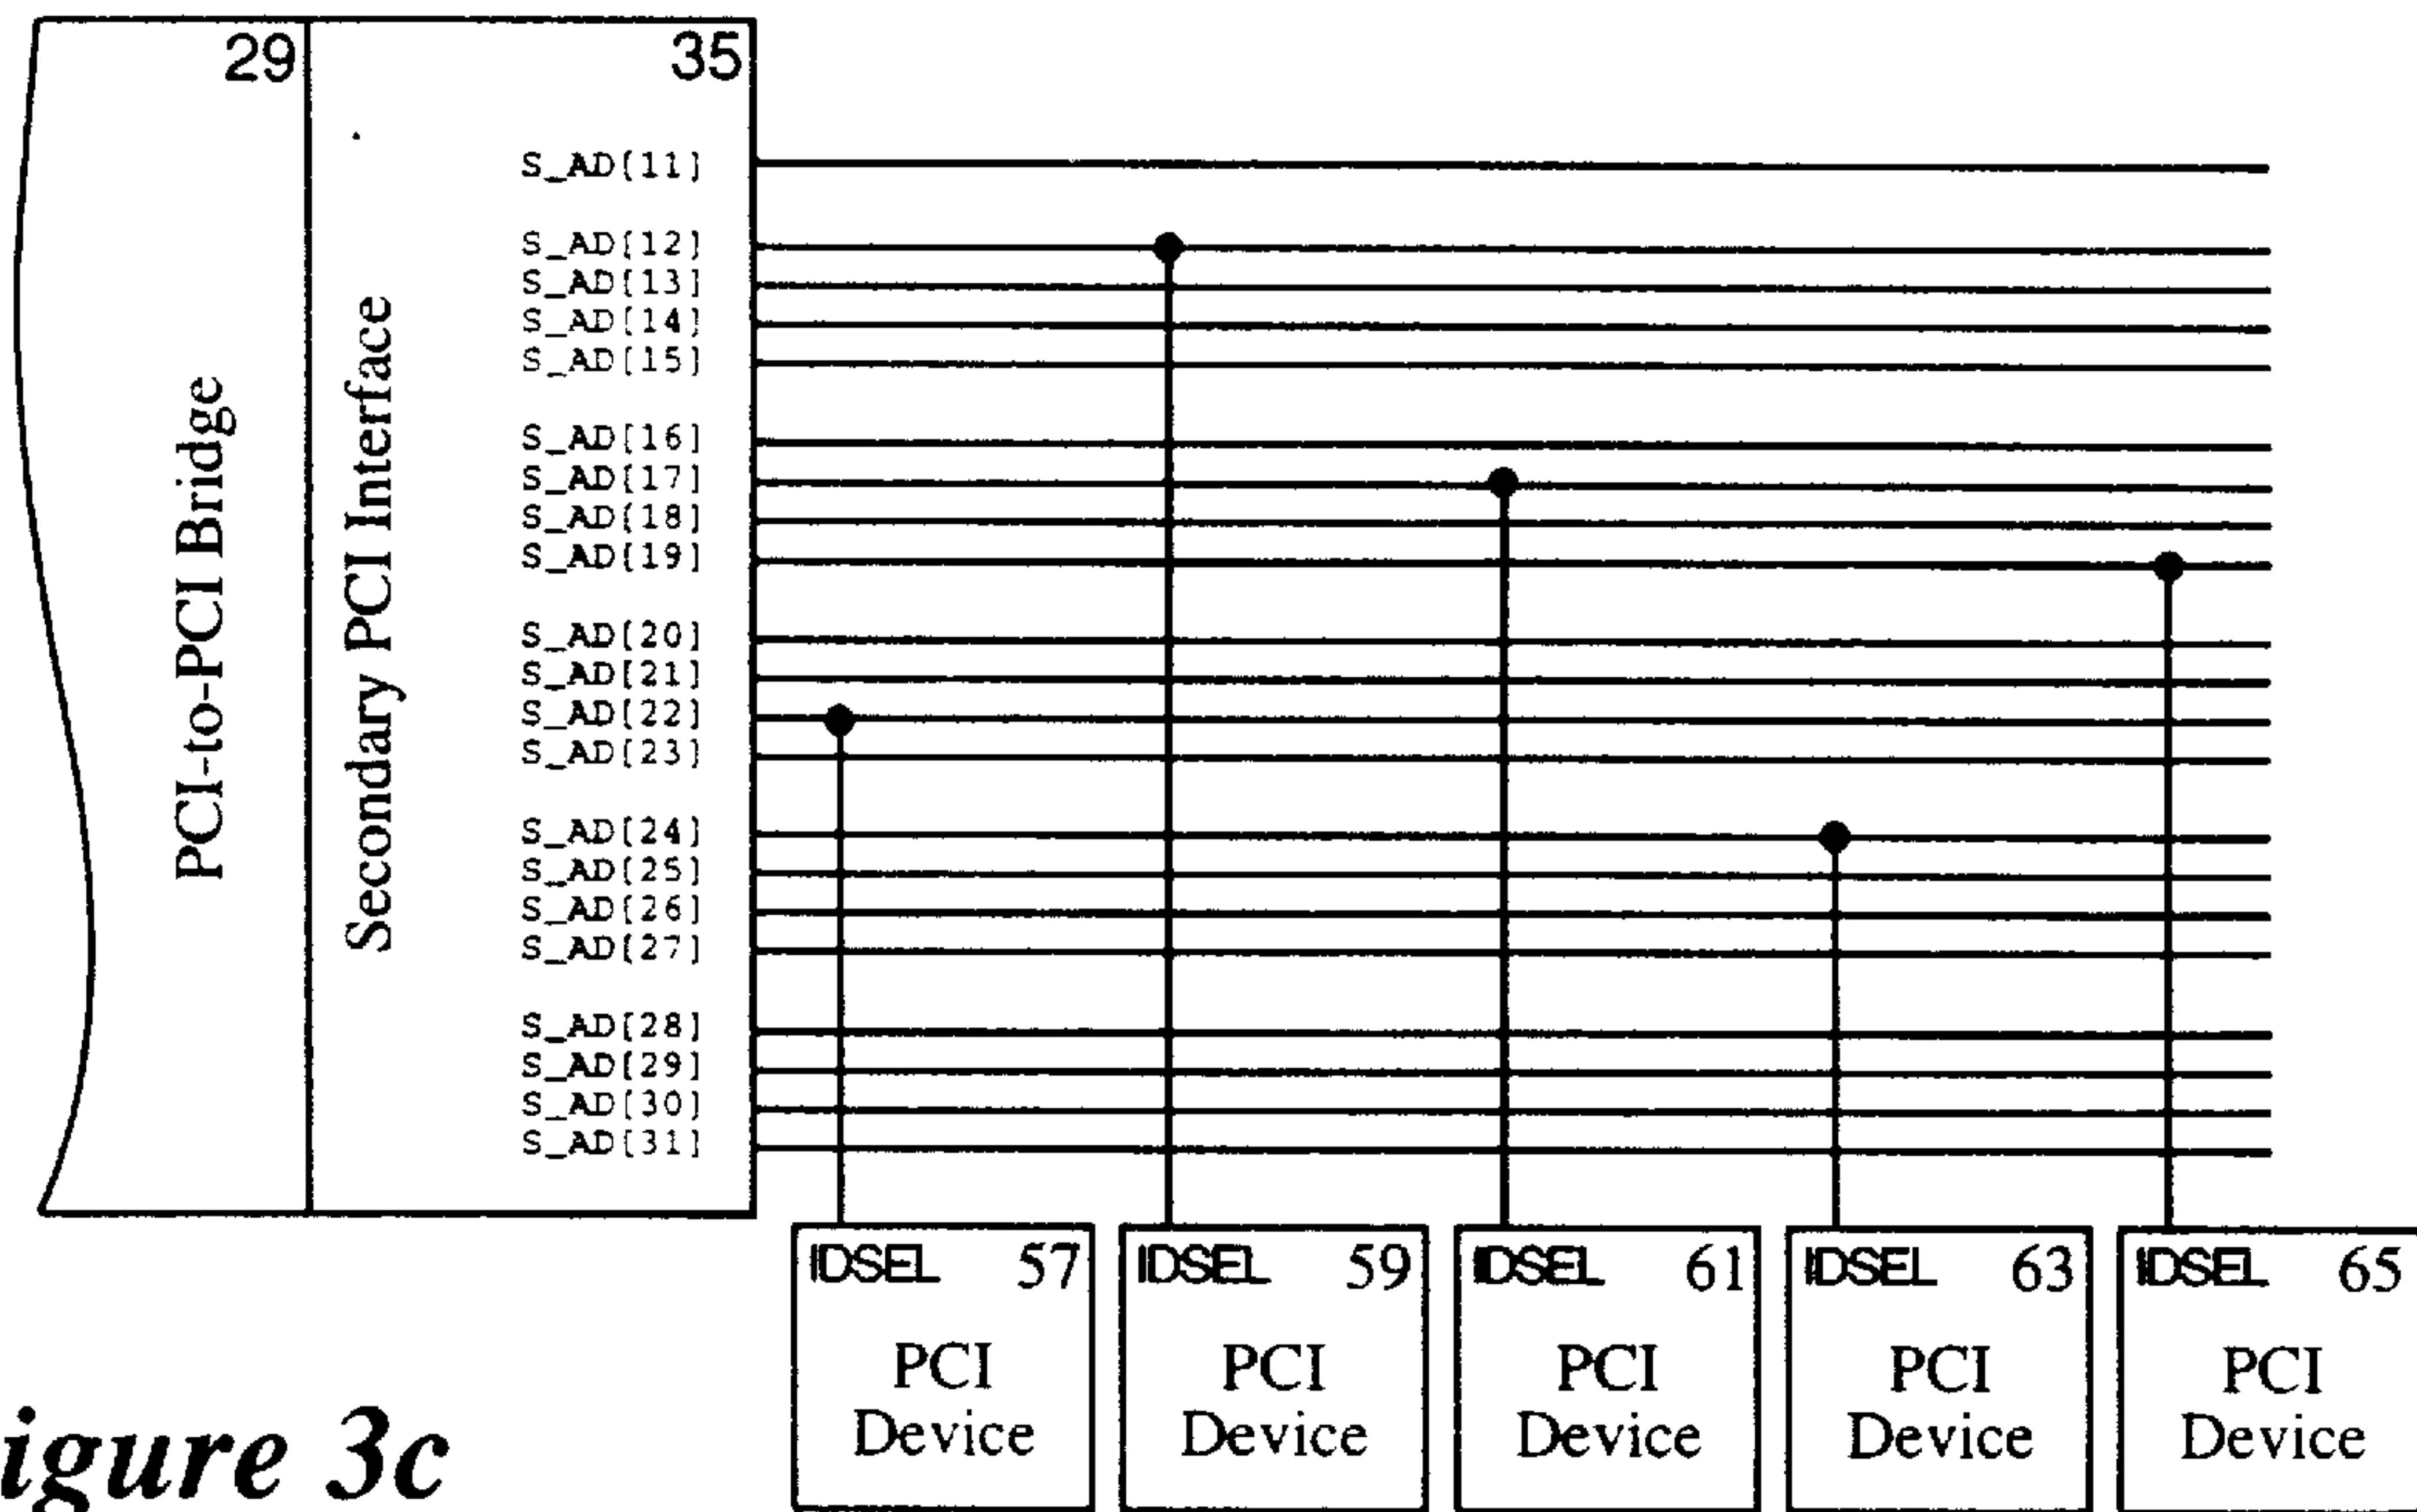 29
35
PCI-to-PCI Bridge
Secondary PCI Interface
S_AD[11]
S_AD[12]
S_AD[13]
S_AD[14]
S_AD[15]
S_AD[16]
S_AD[17]
S_AD[18]
S_AD[19]
S_AD[20]
S_AD[21]
S_AD[22]
S_AD[23]
S_AD[24]
S_AD[25]
S_AD[26]
S_AD[27]
S_AD[28]
S_AD[29]
S_AD[30]
S_AD[31]
IDSEL 57
PCI
Device
IDSEL 59
PCI
Device
IDSEL 61
PCI
Device
IDSEL 63
PCI
Device
IDSEL 65
PCI
Device
igure 3c